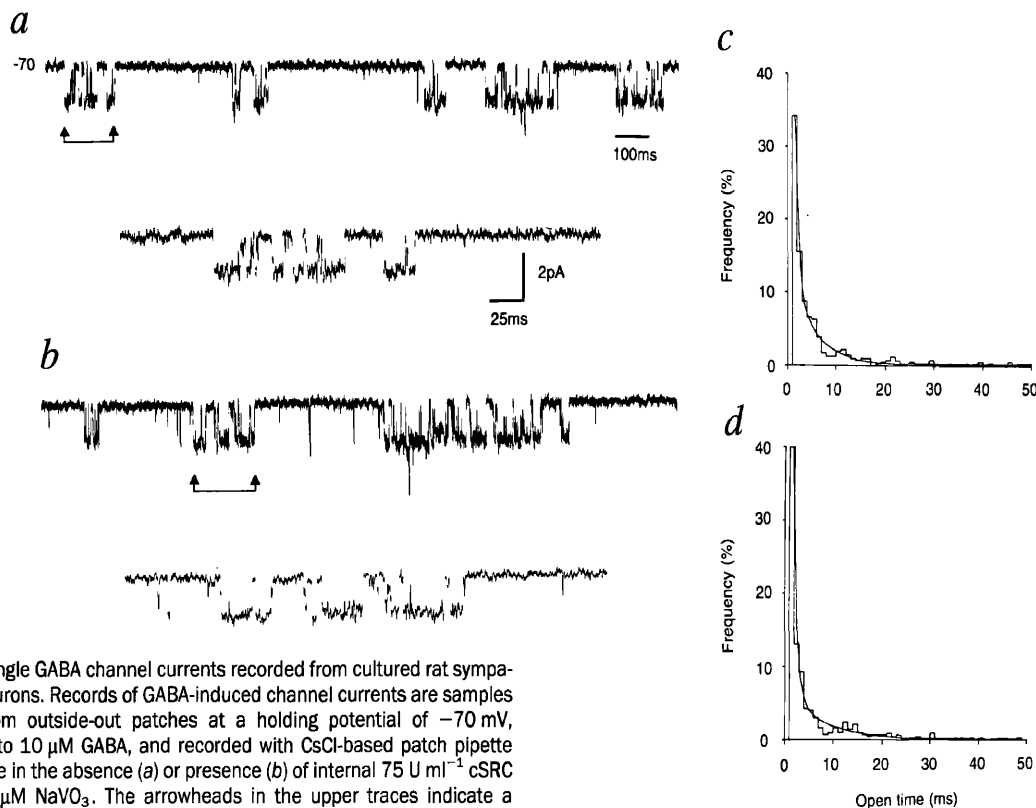 a
-70
100ms
2pA
25ms
b
c
40
30
20
10
0
Frequency (%)
0 10 20 30 40 50
d
40
30
20
10
0
Frequency (%)
0 10 20 30 40 50
Open time (ms)
ngle GABA channel currents recorded from cultured rat sympa-
urons. Records of GABA-induced channel currents are samples
om outside-out patches at a holding potential of −70 mV,
to 10 μM GABA, and recorded with CsCl-based patch pipette
e in the absence (a) or presence (b) of internal 75 U ml⁻¹ cSRC
μM NaVO₃. The arrowheads in the upper traces indicate a